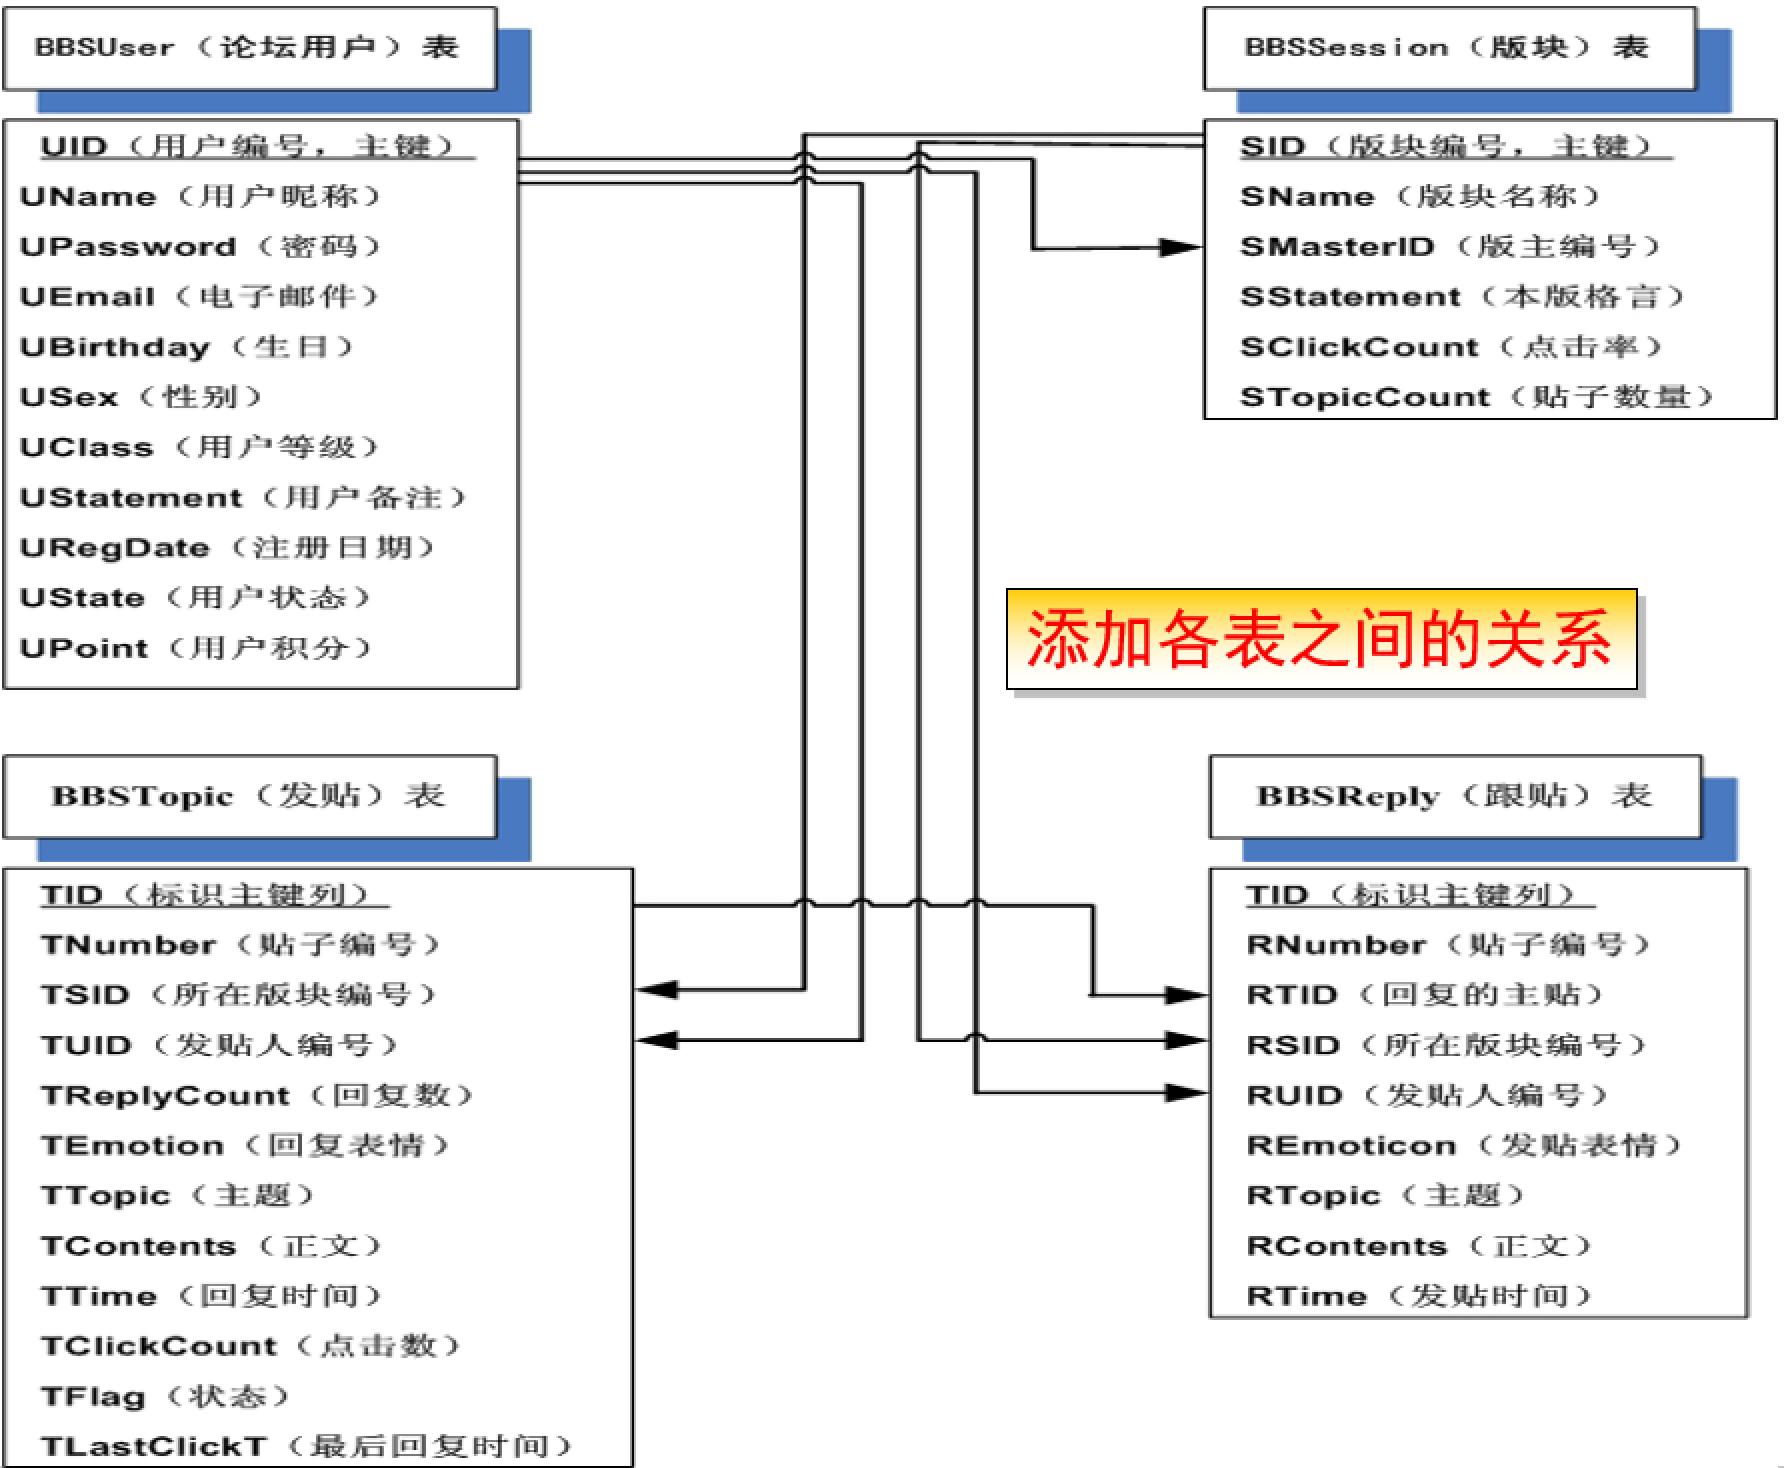 BBSUser（论坛用户）表
UID（用户编号，主键）
UName（用户昵称）
UPassword（密码）
UEmail（电子邮件）
UBirthday（生日）
USex（性别）
UClass（用户等级）
UStatement（用户备注）
URegDate（注册日期）
UState（用户状态）
UPoint（用户积分）
BBSSession（版块）表
SID（版块编号，主键）
SName（版块名称）
SMasterID（版主编号）
SStatement（本版格言）
SClickCount（点击率）
STopicCount（贴子数量）
添加各表之间的关系
BBSTopic（发贴）表
TID（标识主键列）
TNumber（贴子编号）
TSID（所在版块编号）
TUID（发贴人编号）
TReplyCount（回复数）
TEmotion（回复表情）
TTopic（主题）
TContents（正文）
TTime（回复时间）
TClickCount（点击数）
TFlag（状态）
TLastClickT（最后回复时间）
BBSReply（跟贴）表
TID（标识主键列）
RNumber（贴子编号）
RTID（回复的主贴）
RSID（所在版块编号）
RUID（发贴人编号）
REmoticon（发贴表情）
RTopic（主题）
RContents（正文）
RTime（发贴时间）